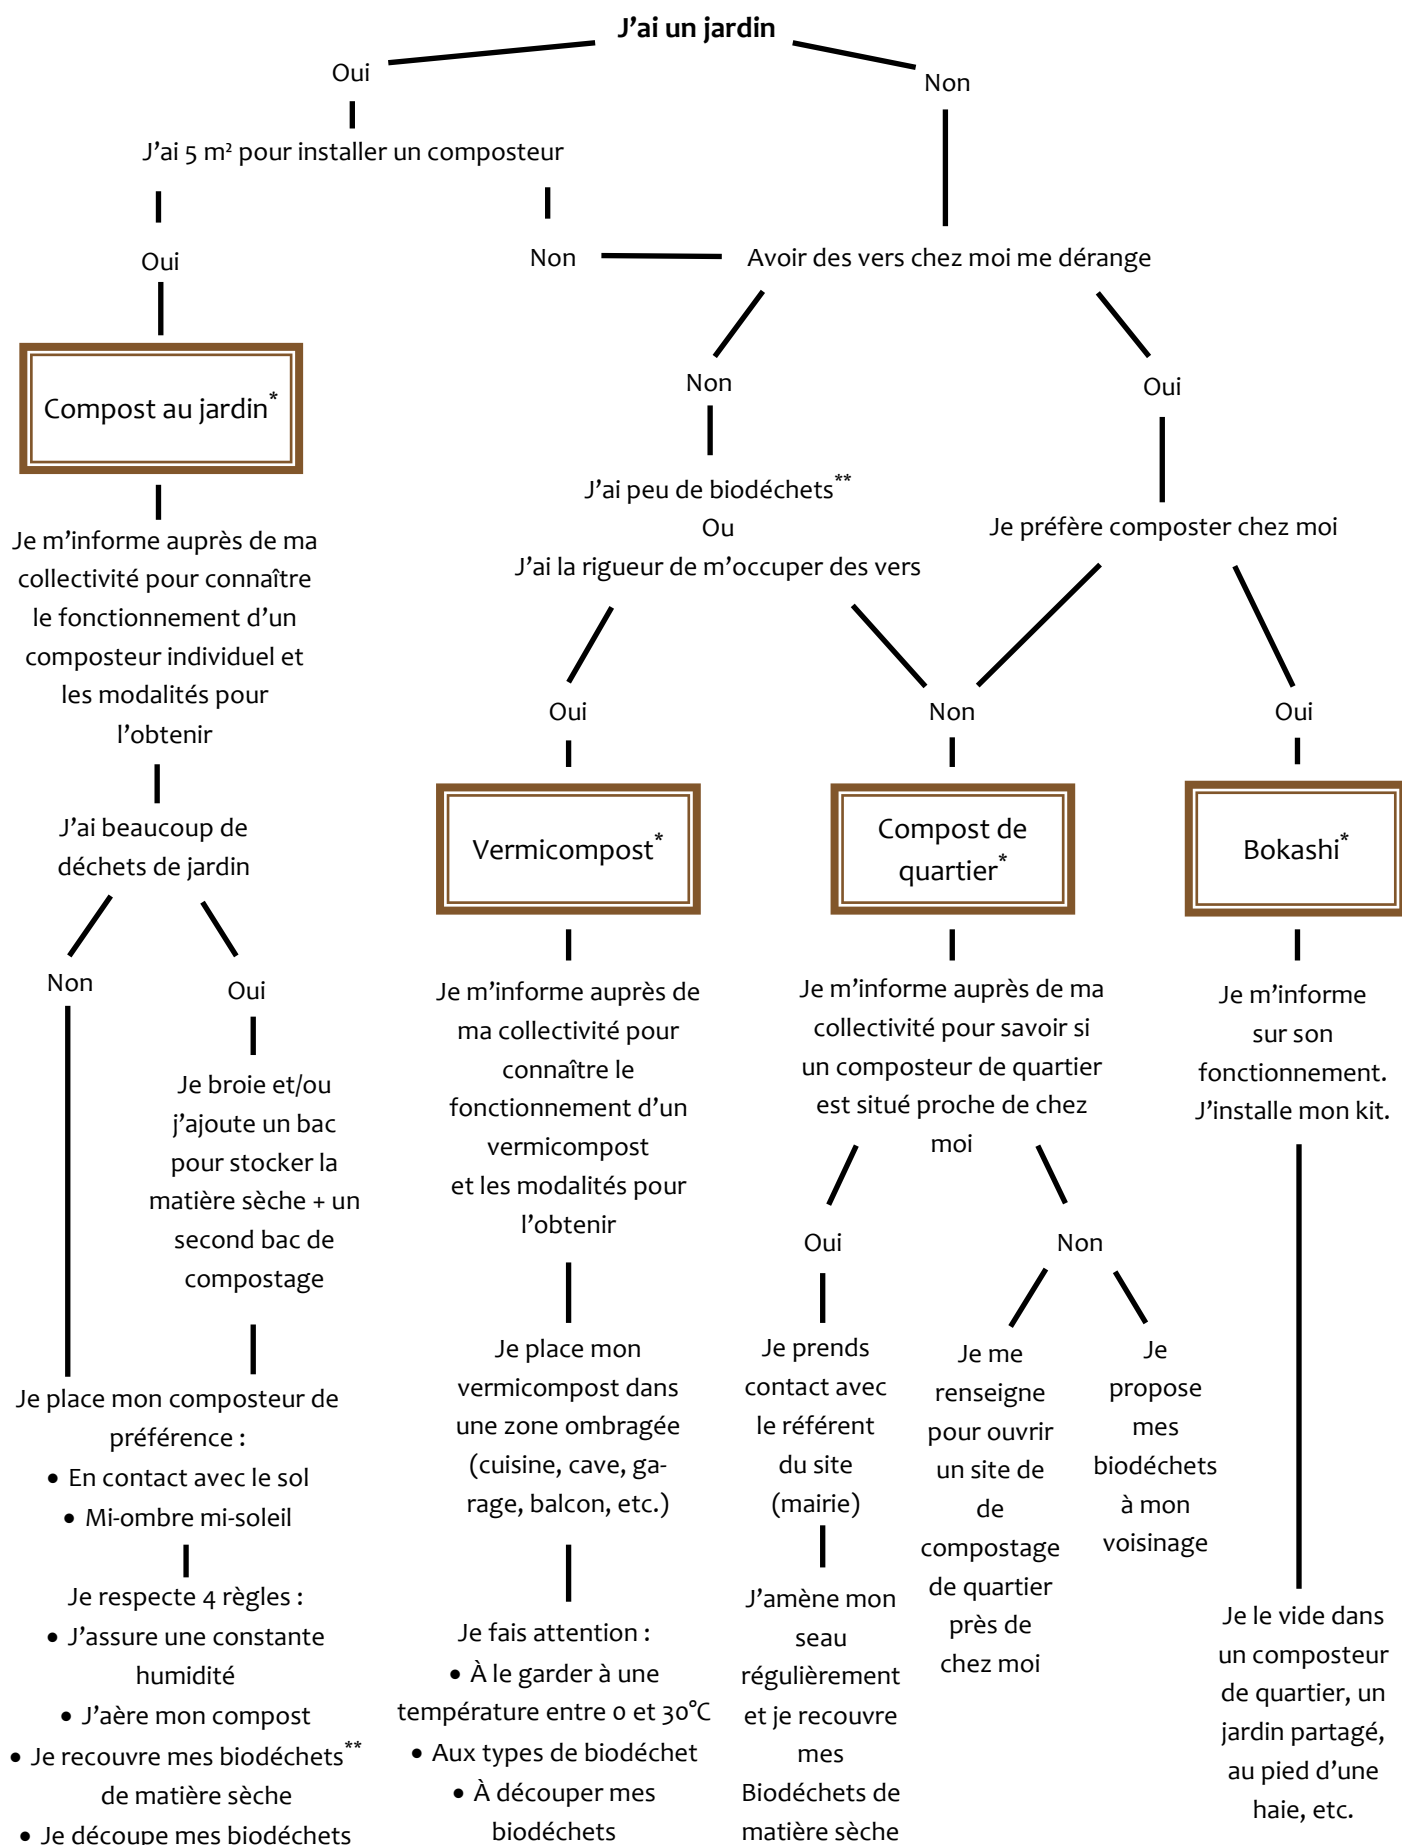 J’ai un jardin
Oui
Non
J’ai 5 m² pour installer un composteur
Oui
Non
Avoir des vers chez moi me dérange
Non
Oui
Compost au jardin*
J’ai peu de biodéchets**
Ou
J’ai la rigueur de m’occuper des vers
Je préfère composter chez moi
Je m’informe auprès de ma
collectivité pour connaître
le fonctionnement d’un
composteur individuel et
les modalités pour
l’obtenir
Oui
Non
Oui
J’ai beaucoup de
déchets de jardin
Vermicompost*
Compost de
quartier*
Bokashi*
Non
Oui
Je broie et/ou
j’ajoute un bac
pour stocker la
matière sèche + un
second bac de
compostage
Je place mon composteur de
préférence :
• En contact avec le sol
• Mi-ombre mi-soleil
Je respecte 4 règles :
• J’assure une constante
humidité
• J’aère mon compost
• Je recouvre mes biodéchets**
de matière sèche
• Je découpe mes biodéchets
Je m’informe auprès de
ma collectivité pour
connaître le
fonctionnement d’un
vermicompost
et les modalités pour
l’obtenir
Je place mon
vermicompost dans
une zone ombragée
(cuisine, cave, ga-
rage, balcon, etc.)
Je fais attention :
• À le garder à une
température entre 0 et 30°C
• Aux types de biodéchet
• À découper mes
biodéchets
Je m’informe auprès de ma
collectivité pour savoir si
un composteur de quartier
est situé proche de chez
moi
Oui
Non
Je prends
contact avec
le référent
du site
(mairie)
J’amène mon
seau
régulièrement
et je recouvre
mes
Biodéchets de
matière sèche
Je me
renseigne
pour ouvrir
un site de
de
compostage
de quartier
près de
chez moi
Je
propose
mes
biodéchets
à mon
voisinage
Je m’informe
sur son
fonctionnement.
J’installe mon kit.
Je le vide dans
un composteur
de quartier, un
jardin partagé,
au pied d’une
haie, etc.